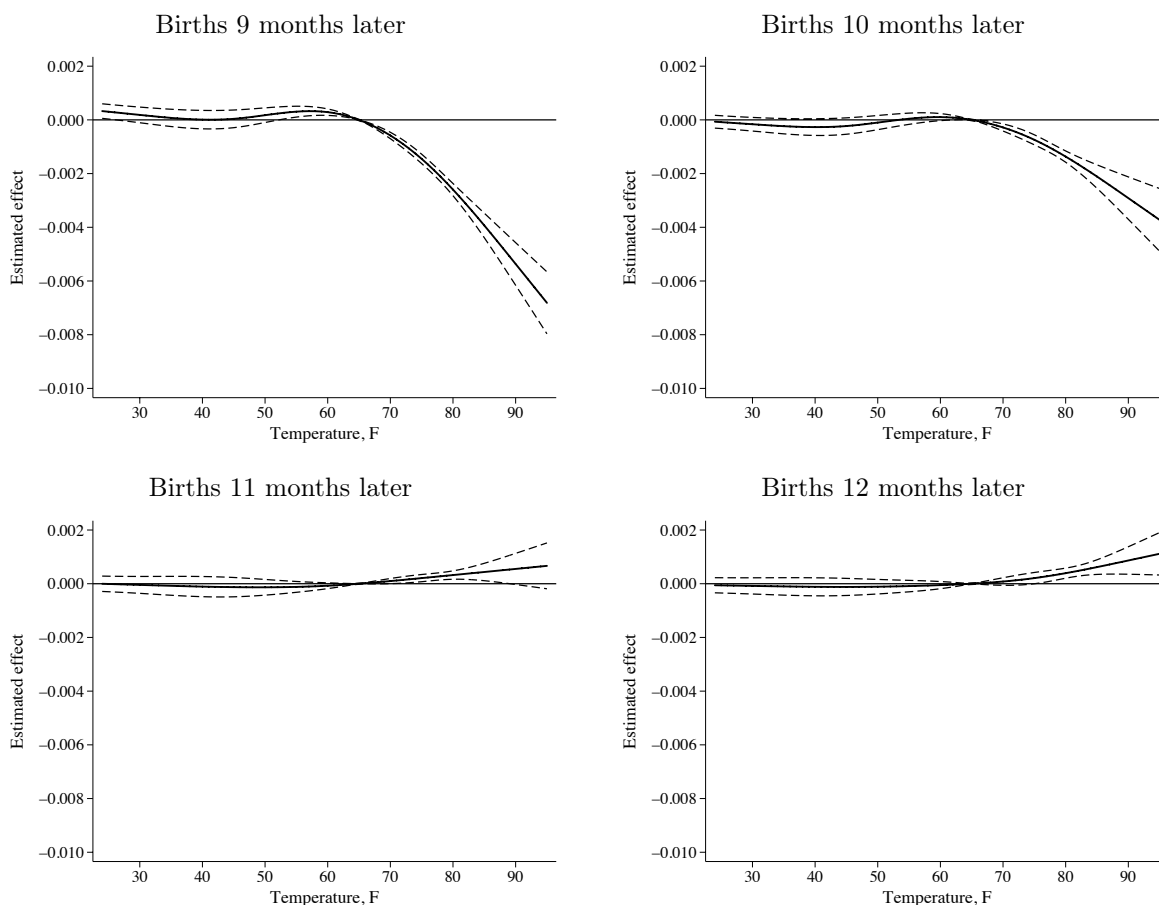 Births 9 months later
0.002
0.000
–0.002
–0.004
–0.006
–0.008
–0.010
Estimated effect
30 40 50 60 70 80 90
Temperature, F
Births 10 months later
0.002
0.000
–0.002
–0.004
–0.006
–0.008
–0.010
Estimated effect
30 40 50 60 70 80 90
Temperature, F
Births 11 months later
0.002
0.000
–0.002
–0.004
–0.006
–0.008
–0.010
Estimated effect
30 40 50 60 70 80 90
Temperature, F
Births 12 months later
0.002
0.000
–0.002
–0.004
–0.006
–0.008
–0.010
Estimated effect
30 40 50 60 70 80 90
Temperature, F